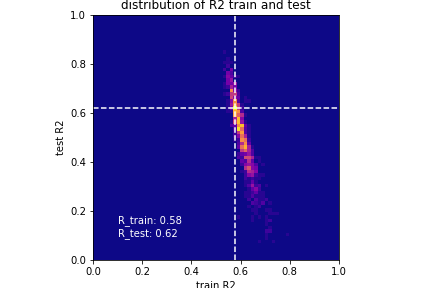 distribution of R2 train and test
1.0
0.8
0.6
0.4
0.2
0.0
test R2
R_train: 0.58
R_test: 0.62
0.0 0.2 0.4 0.6 0.8 1.0
train R2